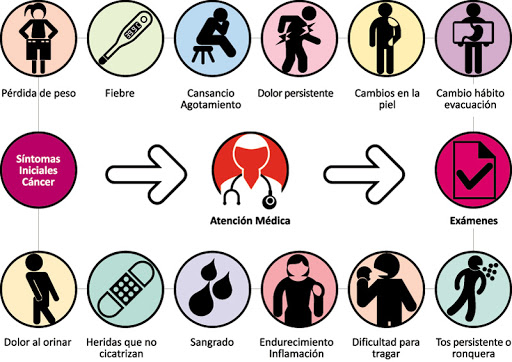 Pérdida de peso
Fiebre
Cansancio
Agotamiento
Dolor persistente
Cambios en la
piel
Cambio hábito
evacuación
Síntomas
Iniciales
Cáncer
Atención Médica
Exámenes
Dolor al orinar
Heridas que no
cicatrizan
Sangrado
Endurecimiento
Inflamación
Dificultad para
tragar
Tos persistente o
ronquera